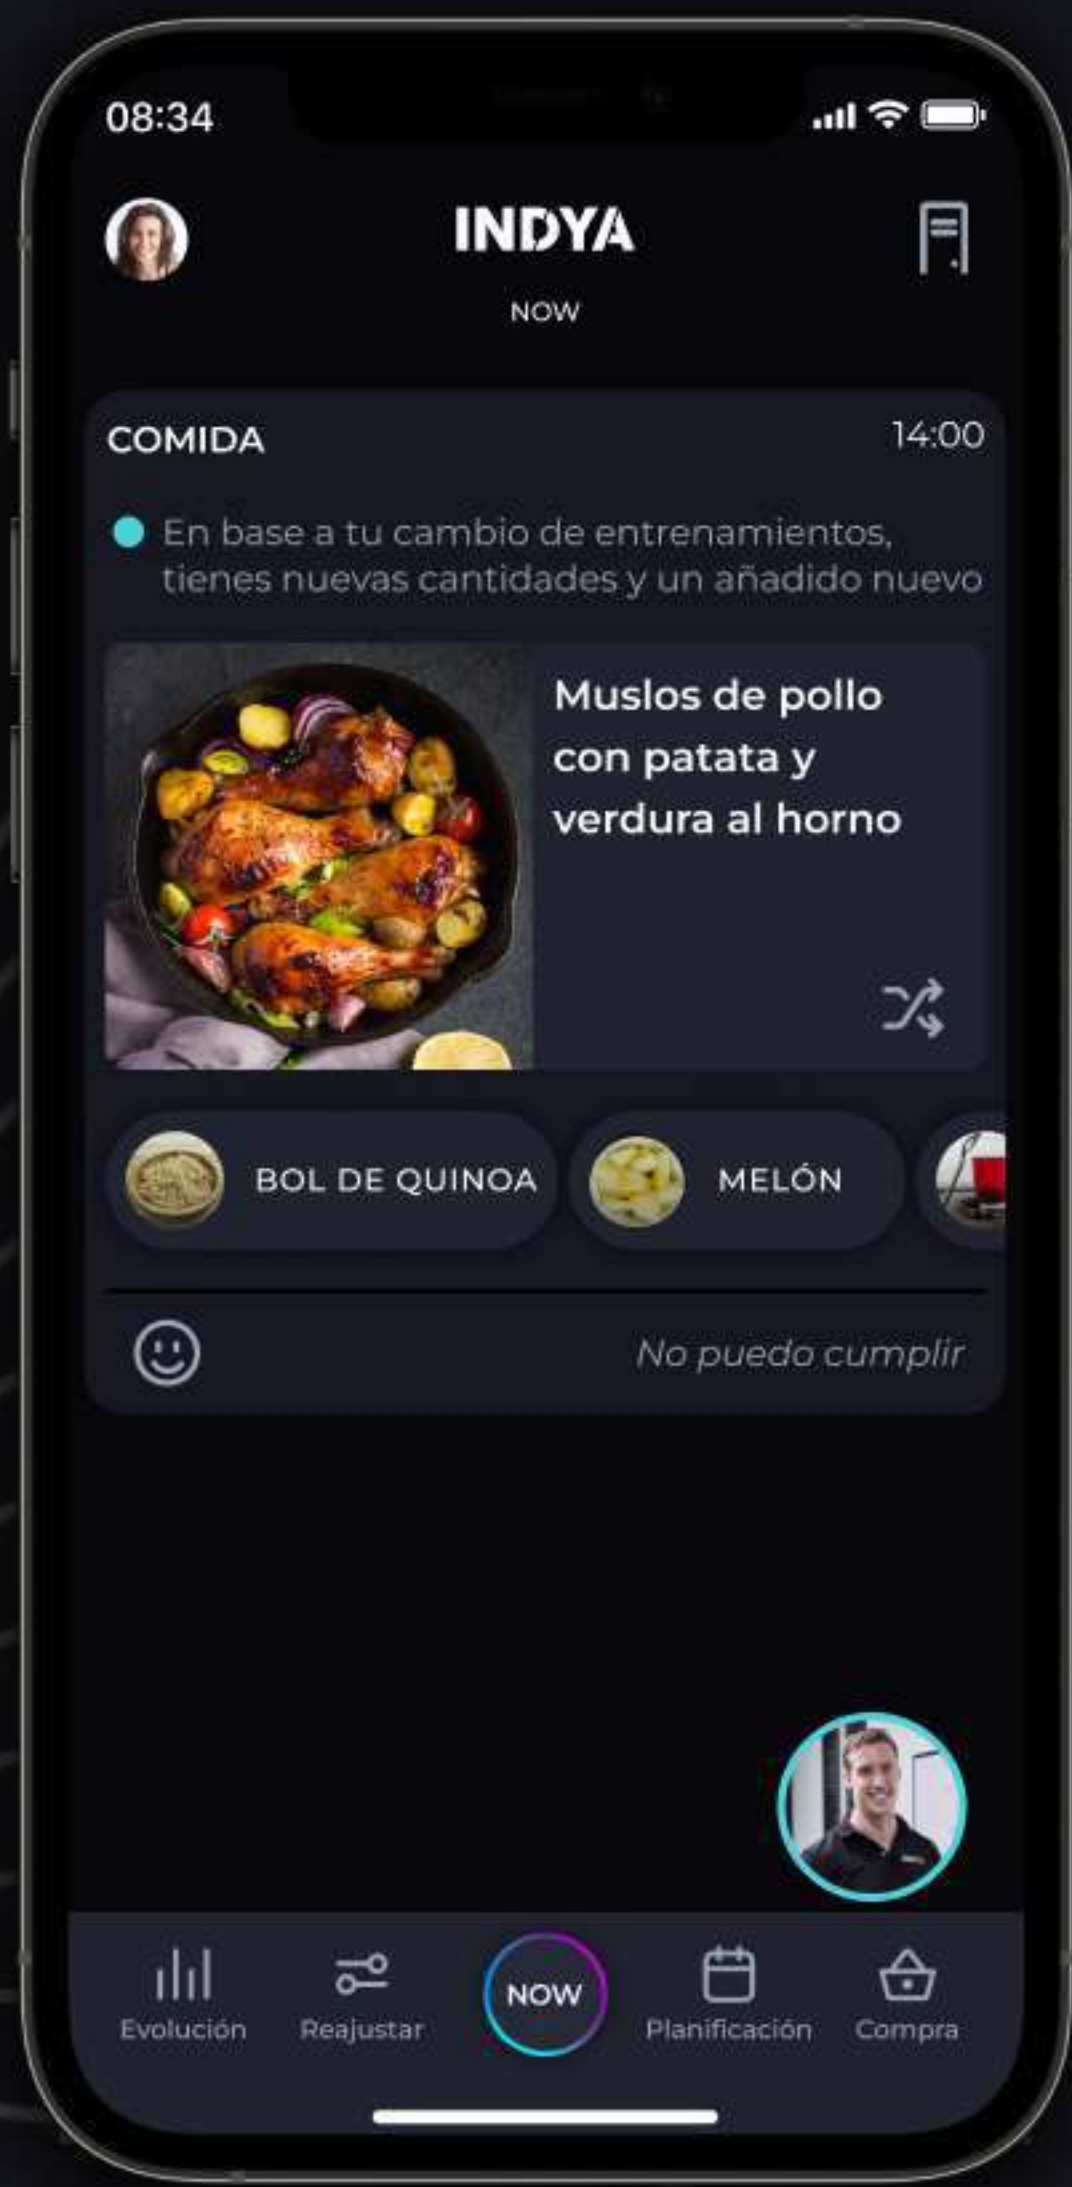 08:34
INDYA
NOW
COMIDA
14:00
En base a tu cambio de entrenamientos,
tienes nuevas cantidades y un añadido nuevo
Muslos de pollo
con patata y
verdura al horno
BOL DE QUINOA
MELÓN
No puedo cumplir
Evolución
Reajustar
NOW
Planificación
Compra